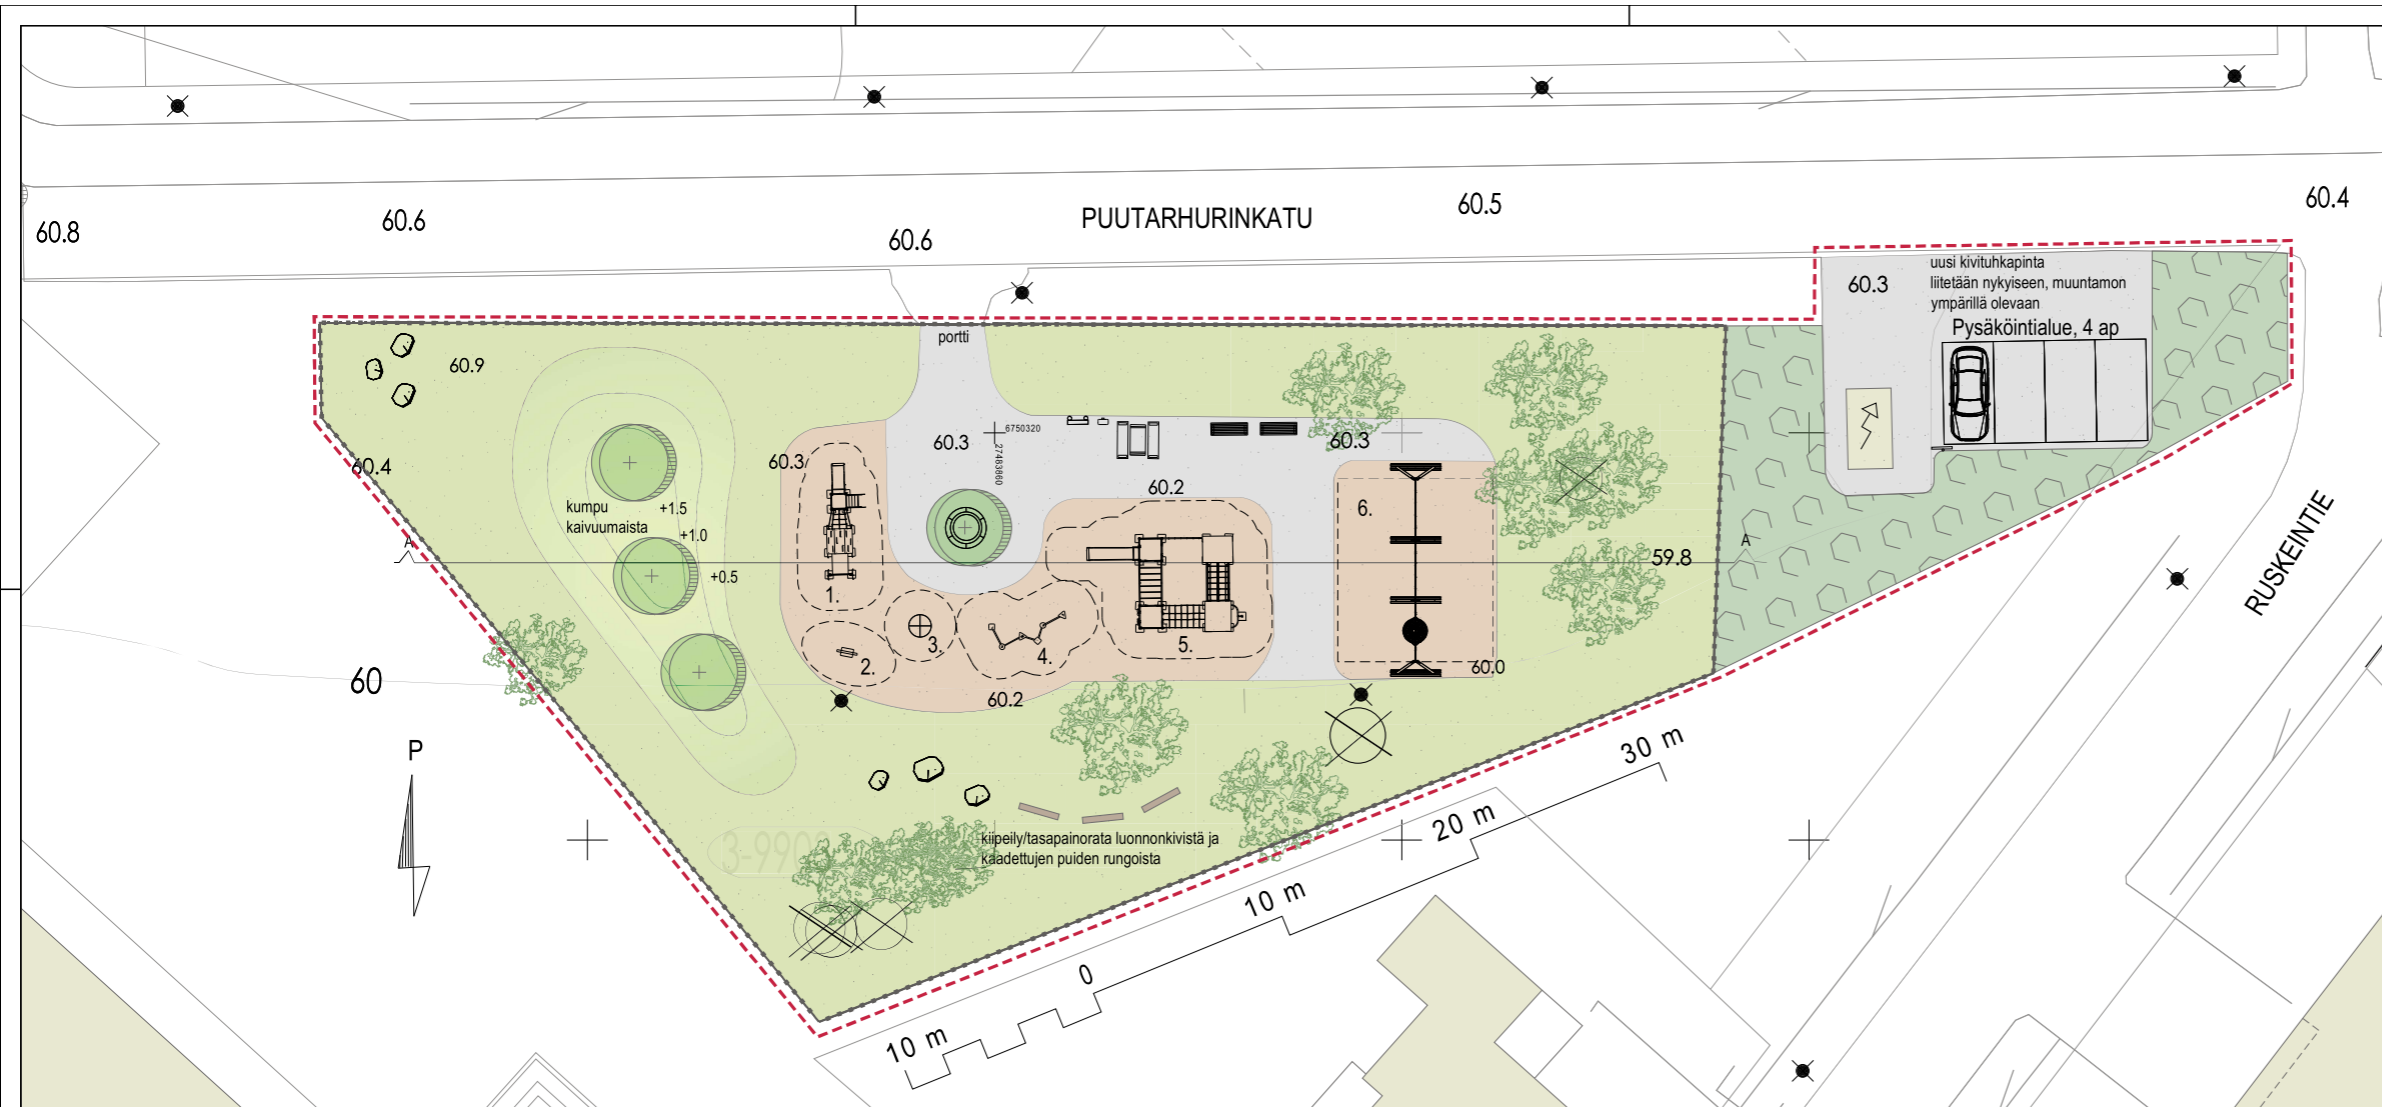 PUUTARHURINKATU
60.5
60.4
60.8
60.6
60.6
uusi kivituhkapinta
liitetään nykyiseen, muuntamon
ympärillä olevaan
60.3
Pysäköintialue, 4 ap
portti
60.9
60.3
6750320
27483860
60.3
60.3
60.4
60.2
kumpu
kaivuumaista
+1.5
+1.0
+0.5
6.
A
A
59.8
RUSKEINTIE
1.
2.
3.
4.
5.
60.0
60.2
60
P
30 m
20 m
10 m
0
10 m
kiipeily/tasapainorata luonnonkivistä ja
kaadettujen puiden rungoista